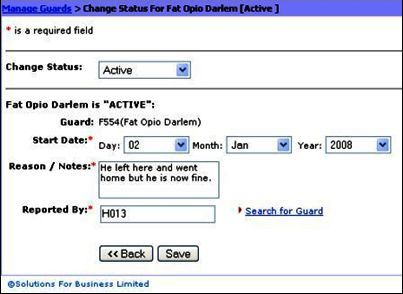 Manage Guards > Change Status For Fat Opio Darlem [Active ]
* is a required field
Change Status: Active
Fat Opio Darlem is "ACTIVE":
Guard: F554(Fat Opio Darlem)
Start Date:* Day: 02 Month: Jan Year: 2008
Reason / Notes:* He left here and went
home but he is now fine.
Reported By:* H013 Search for Guard
<< Back Save
©Solutions For Business Limited